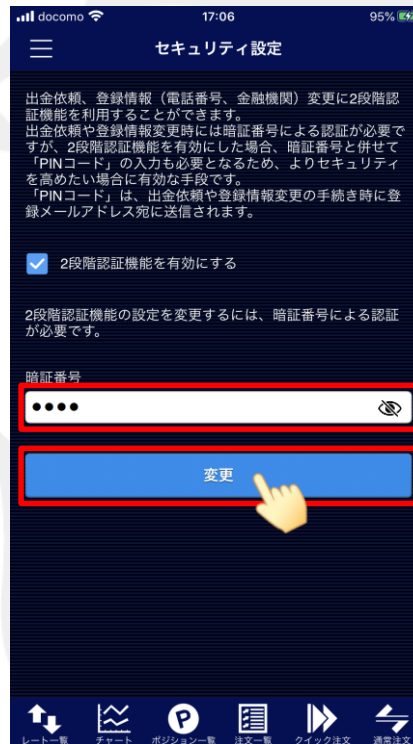 docomo 17:06 95%
セキュリティ設定
出金依頼、登録情報（電話番号、金融機関）変更に2段階認
証機能を利用することができます。
出金依頼や登録情報変更時には暗証番号による認証が必要で
すが、2段階認証機能を有効にした場合、暗証番号と併せて
「PINコード」の入力も必要となるため、よりセキュリティ
を高めたい場合に有効な手段です。
「PINコード」は、出金依頼や登録情報変更の手続き時に登
録メールアドレス宛に送信されます。
2段階認証機能を有効にする
2段階認証機能の設定を変更するには、暗証番号による認証
が必要です。
暗証番号
••••
変更
レート一覧 チャート ポジション一覧 注文一覧 クイック注文 通常注文